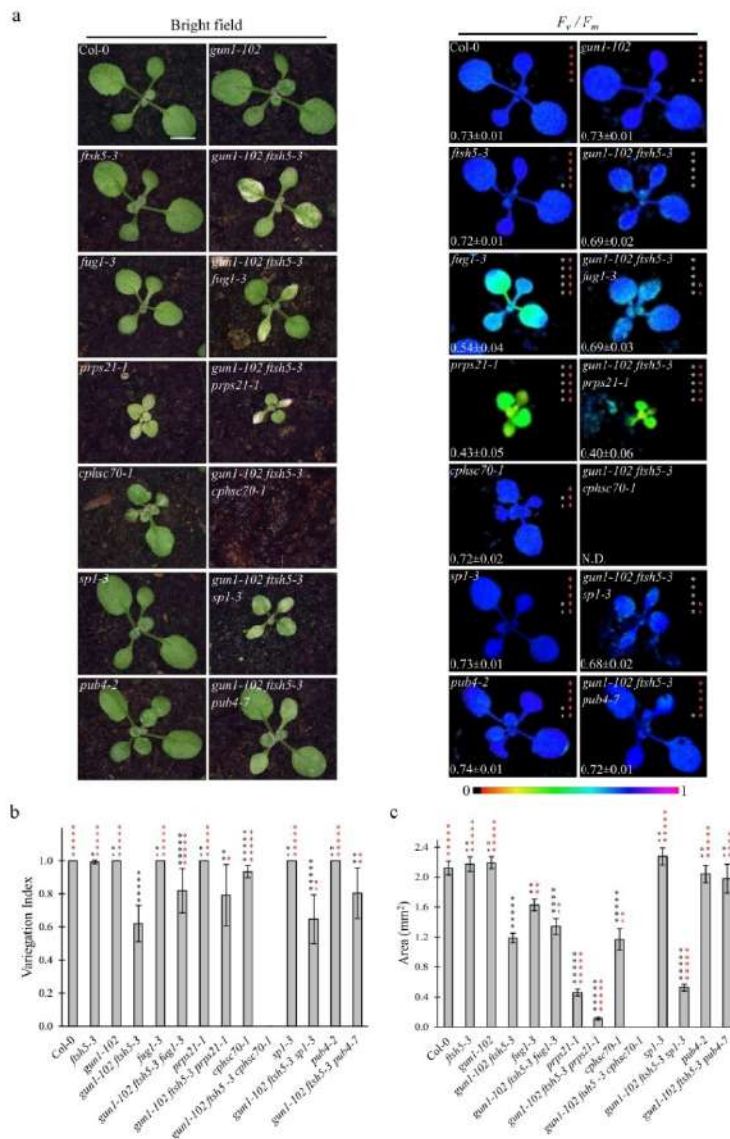 a
Bright field
Fv / Fm
Col-0
gun1-102
ftsh5-3
gun1-102 ftsh5-3
fug1-3
gun1-102 ftsh5-3
fug1-3
prps21-1
gun1-102 ftsh5-3
prps21-1
cphsc70-1
gun1-102 ftsh5-3
cphsc70-1
sp1-3
gun1-102 ftsh5-3
sp1-3
pub4-2
gun1-102 ftsh5-3
pub4-7
Col-0
gun1-102
0.73±0.01
0.73±0.01
ftsh5-3
gun1-102 ftsh5-3
0.72±0.01
0.69±0.02
fug1-3
gun1-102 ftsh5-3
fug1-3
0.54±0.04
0.69±0.03
prps21-1
gun1-102 ftsh5-3
prps21-1
0.43±0.05
0.40±0.06
cphsc70-1
gun1-102 ftsh5-3
cphsc70-1
0.72±0.02
N.D.
sp1-3
gun1-102 ftsh5-3
sp1-3
0.73±0.01
0.68±0.02
pub4-2
gun1-102 ftsh5-3
pub4-7
0.74±0.01
0.72±0.01
0
1
b
Variegation Index
1.0
0.8
0.6
0.4
0.2
0.0
Col-0
ftsh5-3
gun1-102
gun1-102 ftsh5-3
fug1-3
gun1-102 ftsh5-3 fug1-3
prps21-1
gun1-102 ftsh5-3 prps21-1
cphsc70-1
gun1-102 ftsh5-3 cphsc70-1
sp1-3
gun1-102 ftsh5-3 sp1-3
pub4-2
gun1-102 ftsh5-3 pub4-7
c
Area (mm²)
2.4
2.0
1.6
1.2
0.8
0.4
0.0
Col-0
ftsh5-3
gun1-102
gun1-102 ftsh5-3
fug1-3
gun1-102 ftsh5-3 fug1-3
prps21-1
gun1-102 ftsh5-3 prps21-1
cphsc70-1
gun1-102 ftsh5-3 cphsc70-1
sp1-3
gun1-102 ftsh5-3 sp1-3
pub4-2
gun1-102 ftsh5-3 pub4-7